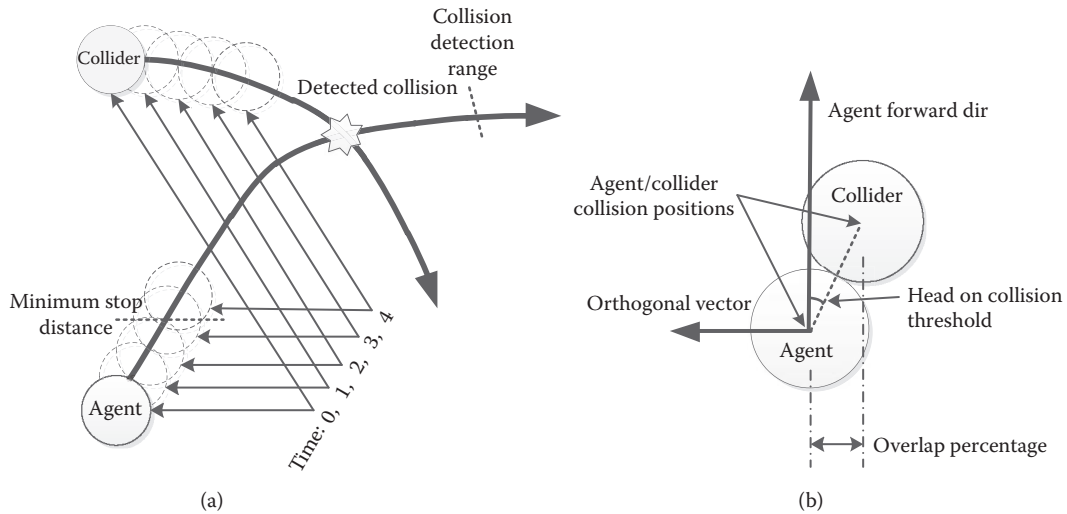 Collision
detection
range
Collider
Detected collision
Minimum stop
distance
Agent
Time: 0, 1, 2, 3, 4
(a)
Agent forward dir
Agent/collider
collision positions
Collider
Orthogonal vector
Head on collision
threshold
Agent
Overlap percentage
(b)